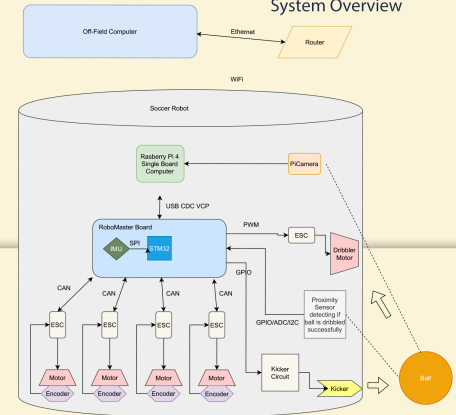 System Overview
Off-Field Computer
Ethernet
Router
WiFi
Soccer Robot
Rasberry Pi 4
Single Board
Computer
PiCamera
USB CDC VCP
RoboMaster Board
IMU
SPI
STM32
PWM
ESC
Dribbler
Motor
GPIO
CAN
CAN
CAN
CAN
Proximity
Sensor
detecting if
ball is dribbled
successfully
GPIO/ADC/I2C
ESC
ESC
ESC
ESC
Kicker
Circuit
Kicker
Ball
Motor
Motor
Motor
Motor
Encoder
Encoder
Encoder
Encoder